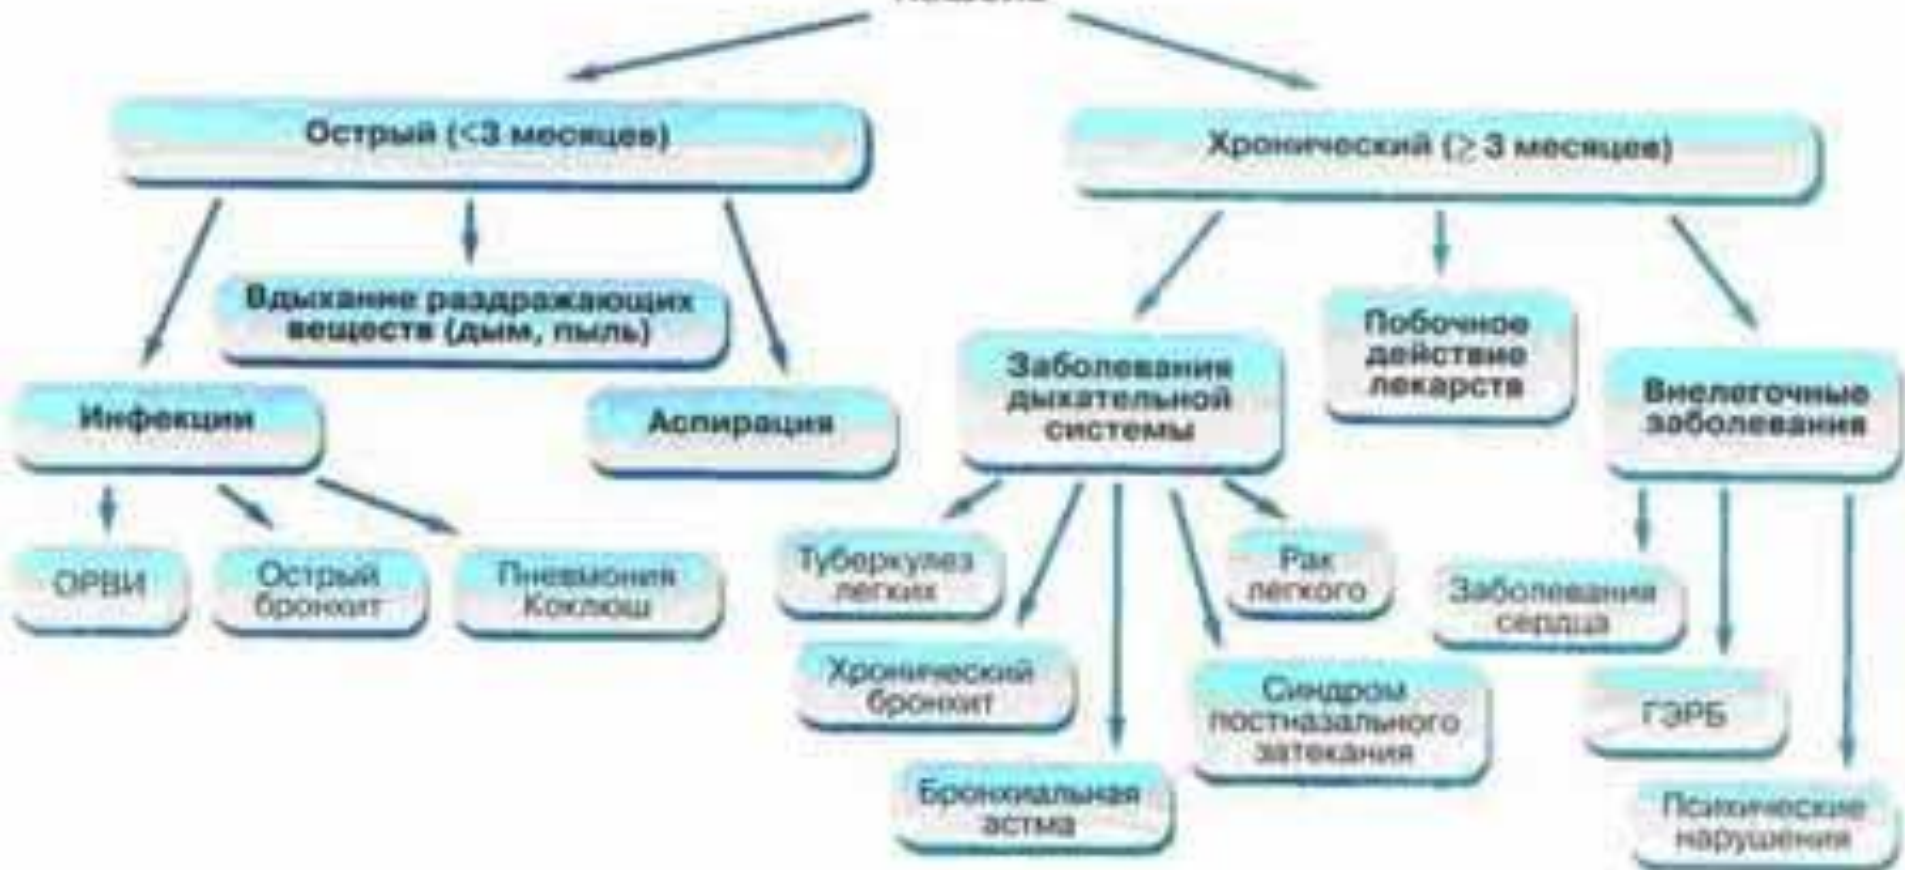 Острый (<3 месяцев)
Хронический (≥ 3 месяцев)
Вдыхание раздражающих
веществ (дым, пыль)
Побочное
действие
лекарств
Заболевания
дыхательной
системы
Внелегочные
заболевания
Инфекции
Аспирация
ОРВИ
Острый
бронхит
Пневмония
Коклюш
Туберкулез
легких
Рак
легкого
Заболевания
сердца
Хронический
бронхит
Синдром
постназального
затекания
ГЭРБ
Бронхиальная
астма
Психические
нарушения